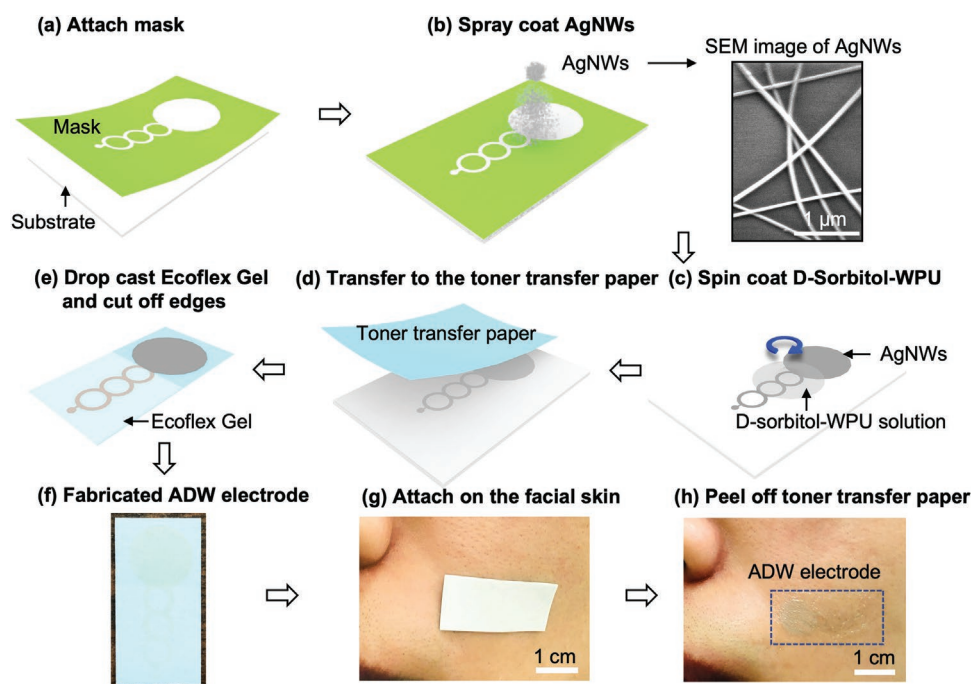 (a) Attach mask
Mask
Substrate
(b) Spray coat AgNWs
AgNWs
SEM image of AgNWs
1 μm
(c) Spin coat D-Sorbitol-WPU
AgNWs
D-sorbitol-WPU solution
(d) Transfer to the toner transfer paper
Toner transfer paper
(e) Drop cast Ecoflex Gel
and cut off edges
Ecoflex Gel
(f) Fabricated ADW electrode
(g) Attach on the facial skin
1 cm
(h) Peel off toner transfer paper
ADW electrode
1 cm